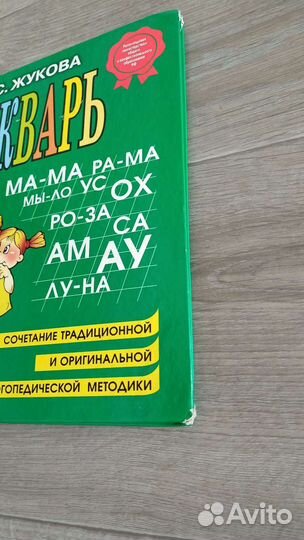 С. ЖУКОВА
КВАРЬ
МА-МА РА-МА
МЫ-ЛО УС ОХ
РО-ЗА СА
АМ АУ
ЛУ-НА
СОЧЕТАНИЕ ТРАДИЦИОННОЙ
И ОРИГИНАЛЬНОЙ
ОГОПЕДИЧЕСКОЙ МЕТОДИКИ
Avito